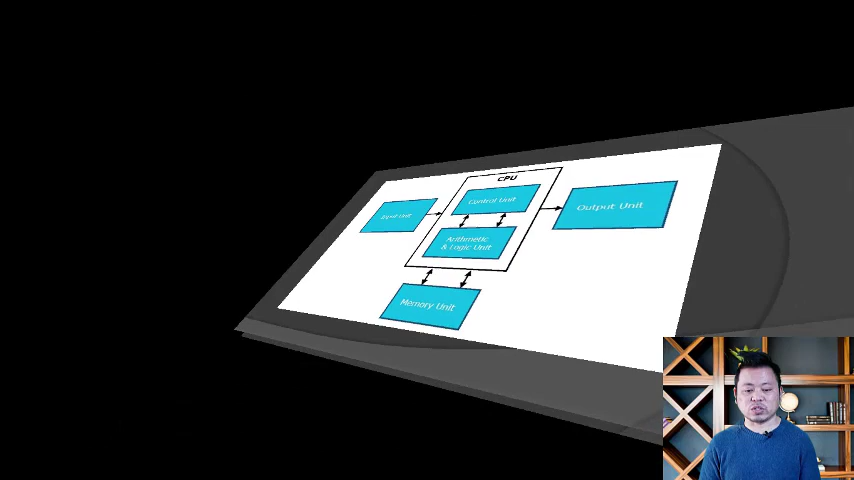 CPU
Control Unit
Input Unit
Output Unit
Arithmetic
& Logic Unit
Memory Unit